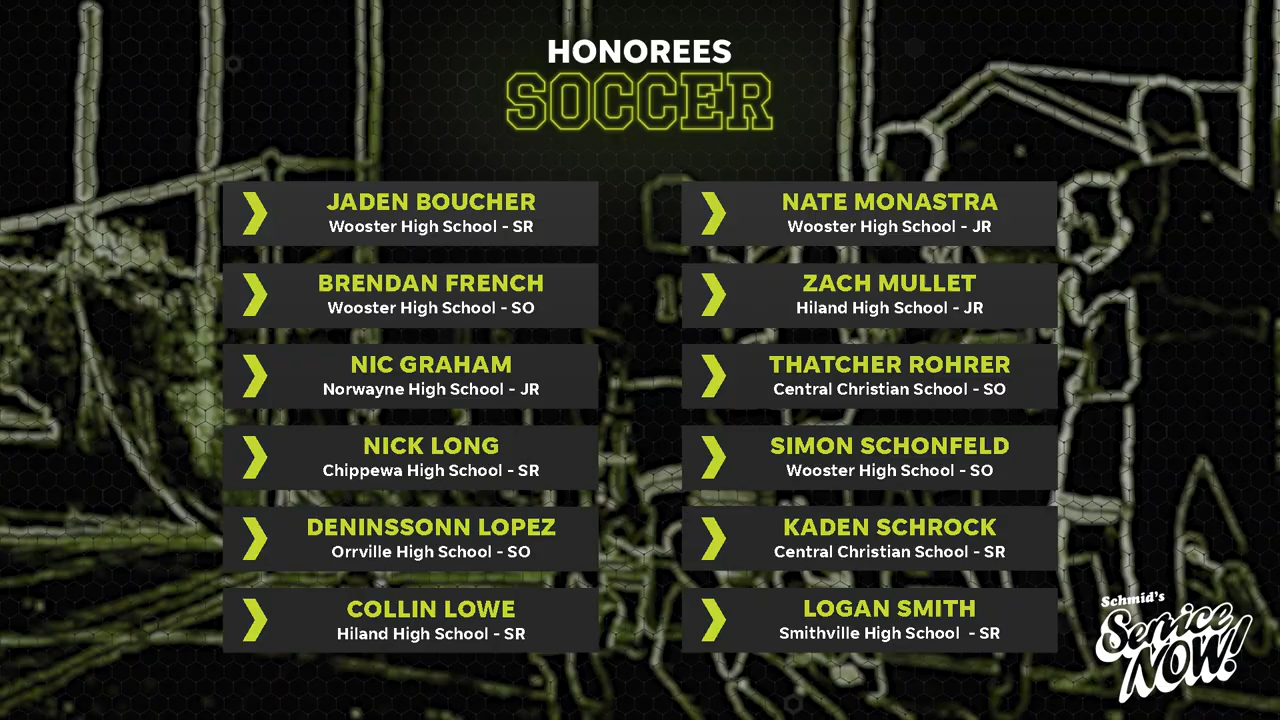 HONOREES
SOCCER
JADEN BOUCHER
Wooster High School - SR
BRENDAN FRENCH
Wooster High School - SO
NIC GRAHAM
Norwayne High School - JR
NICK LONG
Chippewa High School - SR
DENINSSONN LOPEZ
Orrville High School - SO
COLLIN LOWE
Hiland High School - SR
NATE MONASTRA
Wooster High School - JR
ZACH MULLET
Hiland High School - JR
THATCHER ROHRER
Central Christian School - SO
SIMON SCHONFELD
Wooster High School - SO
KADEN SCHROCK
Central Christian School - SR
LOGAN SMITH
Smithville High School - SR
Schmid's
Service
NOW!